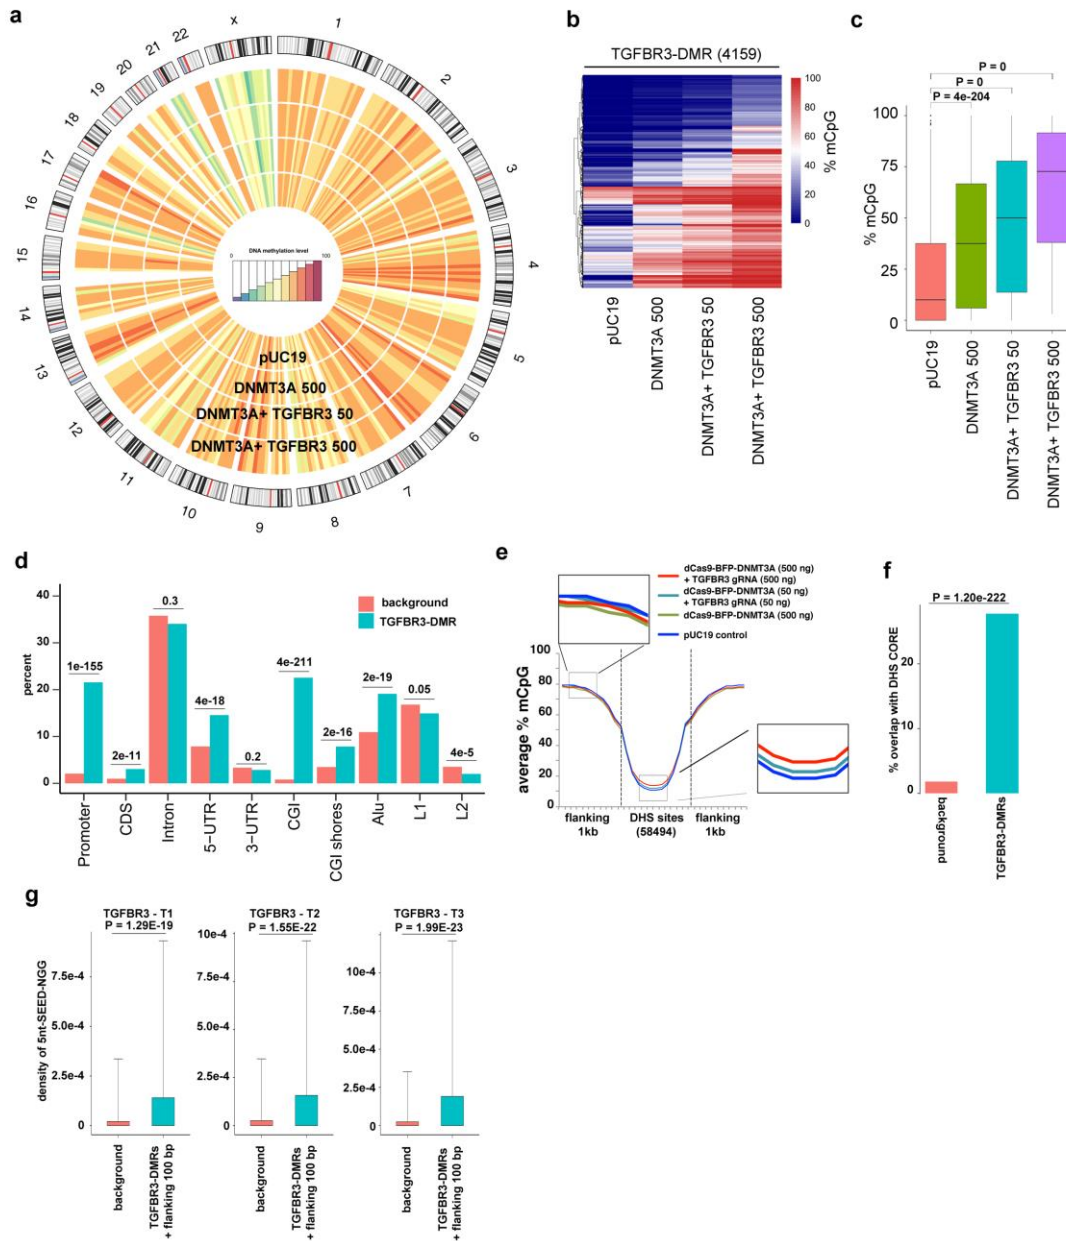 a
x
1
2
3
4
5
6
7
8
9
10
11
12
13
14
15
16
17
18
19
20
21
22
DNA methylation level
0
100
pUC19
DNMT3A 500
DNMT3A+ TGFBR3 50
DNMT3A+ TGFBR3 500
b
TGFBR3-DMR (4159)
100
80
60
40
20
0
% mCpG
pUC19
DNMT3A 500
DNMT3A+ TGFBR3 50
DNMT3A+ TGFBR3 500
c
P = 0
P = 0
P = 4e-204
100
75
50
25
0
% mCpG
pUC19
DNMT3A 500
DNMT3A+ TGFBR3 50
DNMT3A+ TGFBR3 500
d
background
TGFBR3-DMR
40
30
20
10
0
percent
1e-155
2e-11
0.3
4e-18
0.2
4e-211
2e-16
2e-19
0.05
4e-5
Promoter
CDS
Intron
5-UTR
3-UTR
CGI
CGI shores
Alu
L1
L2
e
dCas9-BFP-DNMT3A (500 ng)
+ TGFBR3 gRNA (500 ng)
dCas9-BFP-DNMT3A (50 ng)
+ TGFBR3 gRNA (50 ng)
dCas9-BFP-DNMT3A (500 ng)
pUC19 control
100
80
60
40
20
0
average % mCpG
flanking
1kb
DHS sites
(58494)
flanking
1kb
f
P = 1.20e-222
20
10
0
% overlap with DHS CORE
background
TGFBR3-DMRs
g
TGFBR3 - T1
P = 1.29E-19
7.5e-4
5.0e-4
2.5e-4
0
density of 5nt-SEED-NGG
background
TGFBR3-DMRs
+ flanking 100 bp
TGFBR3 - T2
P = 1.55E-22
10e-4
7.5e-4
5.0e-4
2.5e-4
0
background
TGFBR3-DMRs
+ flanking 100 bp
TGFBR3 - T3
P = 1.99E-23
10e-4
7.5e-4
5.0e-4
2.5e-4
0
background
TGFBR3-DMRs
+ flanking 100 bp